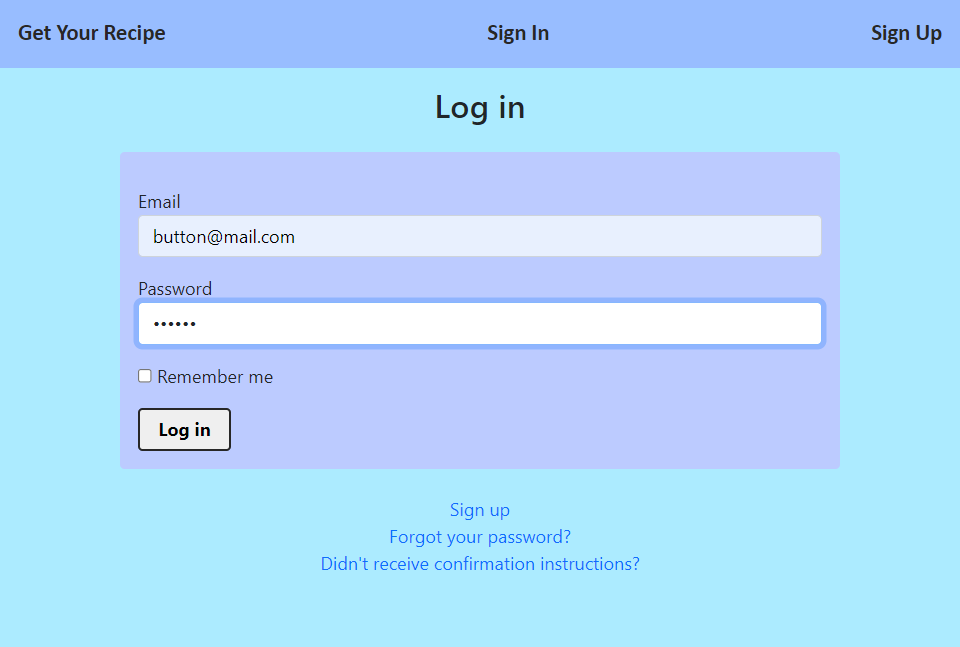 Get Your Recipe Sign In Sign Up
Log in
Email
button@mail.com
Password
••••••
Remember me
Log in
Sign up
Forgot your password?
Didn't receive confirmation instructions?